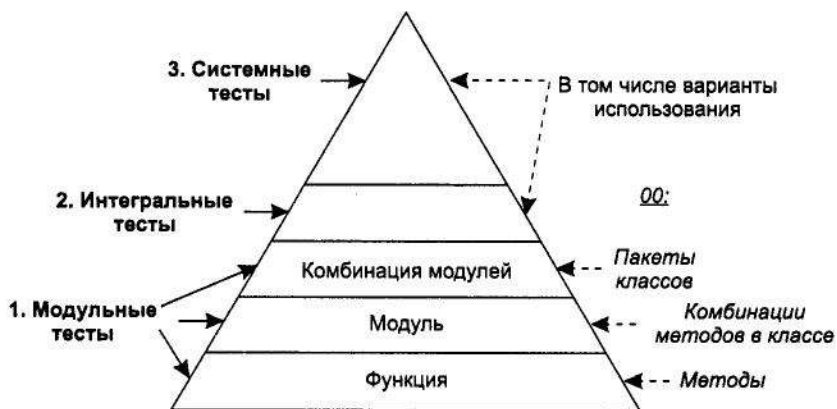 3. Системные
тесты
В том числе варианты
использования
2. Интегральные
тесты
OO:
Комбинация модулей
Пакеты
классов
1. Модульные
тесты
Модуль
Комбинации
методов в классе
Функция
Методы